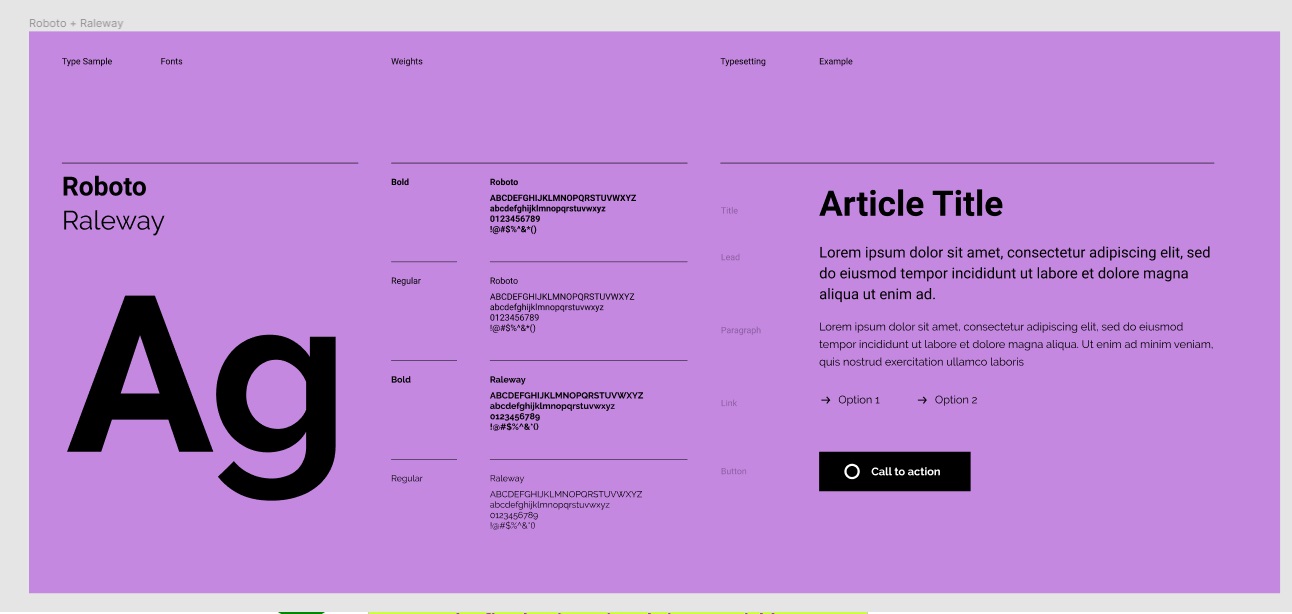 Roboto + Raleway
Type Sample
Fonts
Weights
Typesetting
Example
Roboto
Raleway
Ag
Bold
Roboto
ABCDEFGHIJKLMNOPQRSTUVWXYZ
abcdefghijklmnopqrstuvwxyz
0123456789
!@#$%^&*()
Regular
Roboto
ABCDEFGHIJKLMNOPQRSTUVWXYZ
abcdefghijklmnopqrstuvwxyz
0123456789
!@#$%^&*()
Bold
Raleway
ABCDEFGHIJKLMNOPQRSTUVWXYZ
abcdefghijklmnopqrstuvwxyz
0123456789
!@#$%^&*()
Regular
Raleway
ABCDEFGHIJKLMNOPQRSTUVWXYZ
abcdefghijklmnopqrstuvwxyz
0123456789
!@#$%^&*()
Title
Article Title
Lead
Lorem ipsum dolor sit amet, consectetur adipiscing elit, sed
do eiusmod tempor incididunt ut labore et dolore magna
aliqua ut enim ad.
Paragraph
Lorem ipsum dolor sit amet, consectetur adipiscing elit, sed do eiusmod
tempor incididunt ut labore et dolore magna aliqua. Ut enim ad minim veniam,
quis nostrud exercitation ullamco laboris
Link
→ Option 1
→ Option 2
Button
Call to action